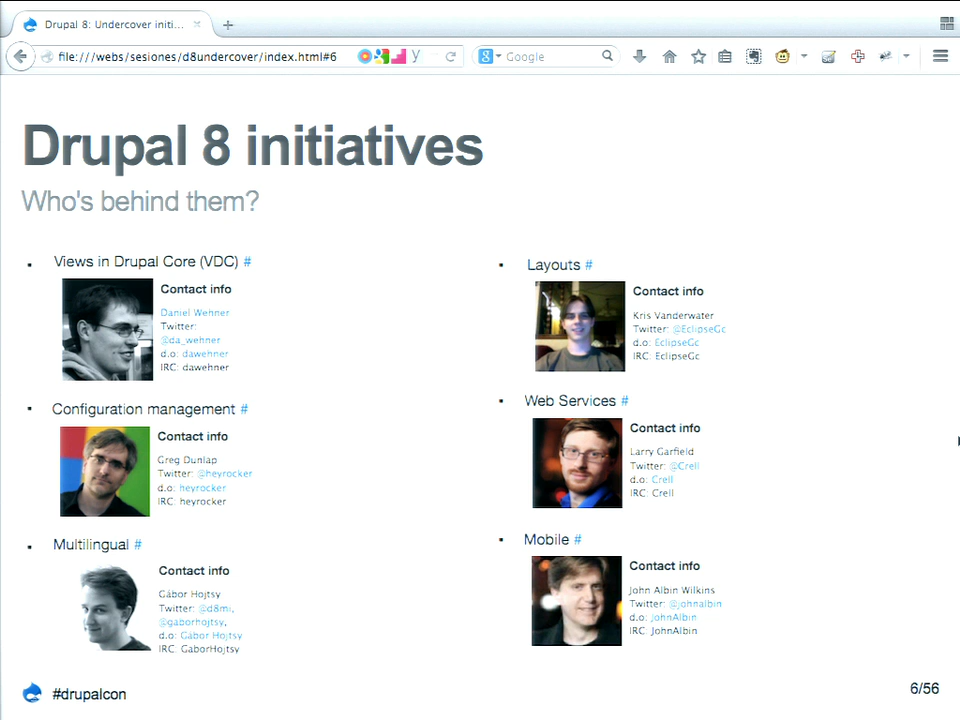 Drupal 8: Undercover initi...
file:///webs/sesiones/d8undercover/index.html#6
Google
Drupal 8 initiatives
Who's behind them?
Views in Drupal Core (VDC) #
Contact info
Daniel Wehner
Twitter:
@da_wehner
d.o: dawehner
IRC: dawehner
Configuration management #
Contact info
Greg Dunlap
Twitter: @heyrocker
d.o: heyrocker
IRC: heyrocker
Multilingual #
Contact info
Gábor Hojtsy
Twitter: @d8mi,
@gaborhojtsy,
d.o: Gábor Hojtsy
IRC: GaborHojtsy
Layouts #
Contact info
Kris Vanderwater
Twitter: @EclipseGc
d.o: EclipseGc
IRC: EclipseGc
Web Services #
Contact info
Larry Garfield
Twitter: @Crell
d.o: Crell
IRC: Crell
Mobile #
Contact info
John Albin Wilkins
Twitter: @johnalbin
d.o: JohnAlbin
IRC: JohnAlbin
#drupalcon
6/56